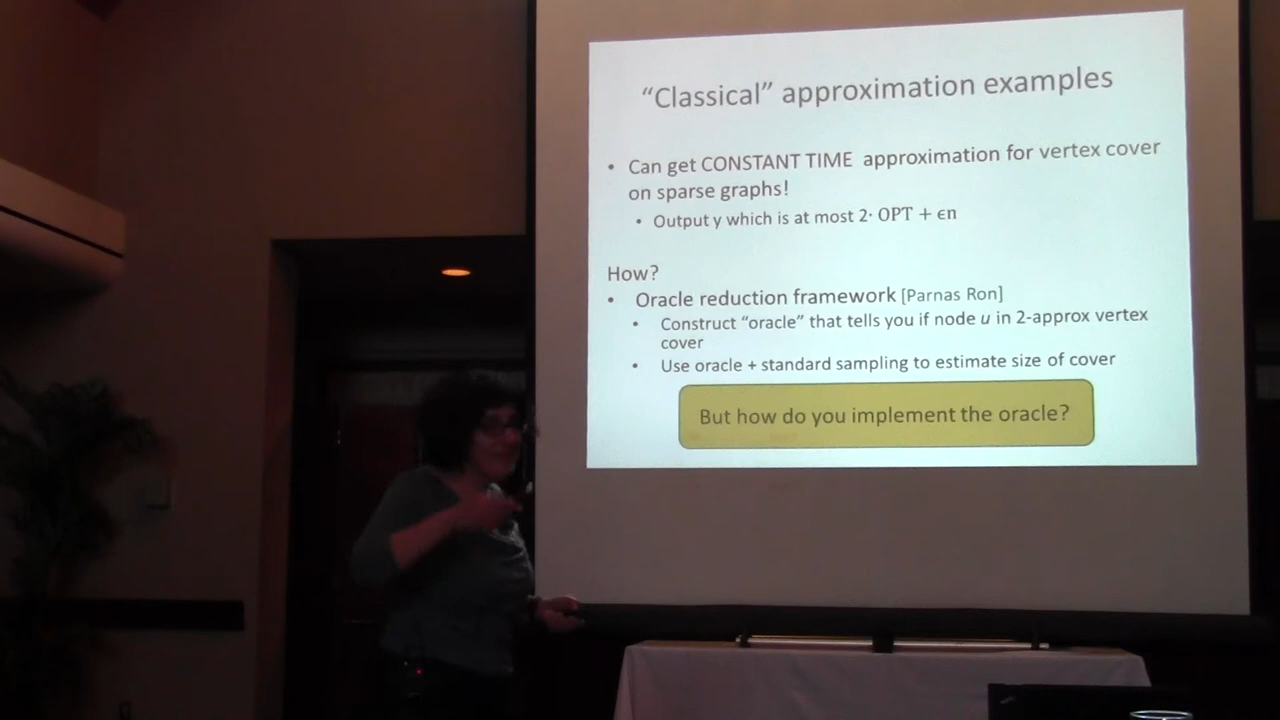 “Classical” approximation examples
• Can get CONSTANT TIME approximation for vertex cover
on sparse graphs!
• Output y which is at most 2· OPT + ϵn
How?
• Oracle reduction framework [Parnas Ron]
• Construct “oracle” that tells you if node u in 2-approx vertex
cover
• Use oracle + standard sampling to estimate size of cover
But how do you implement the oracle?